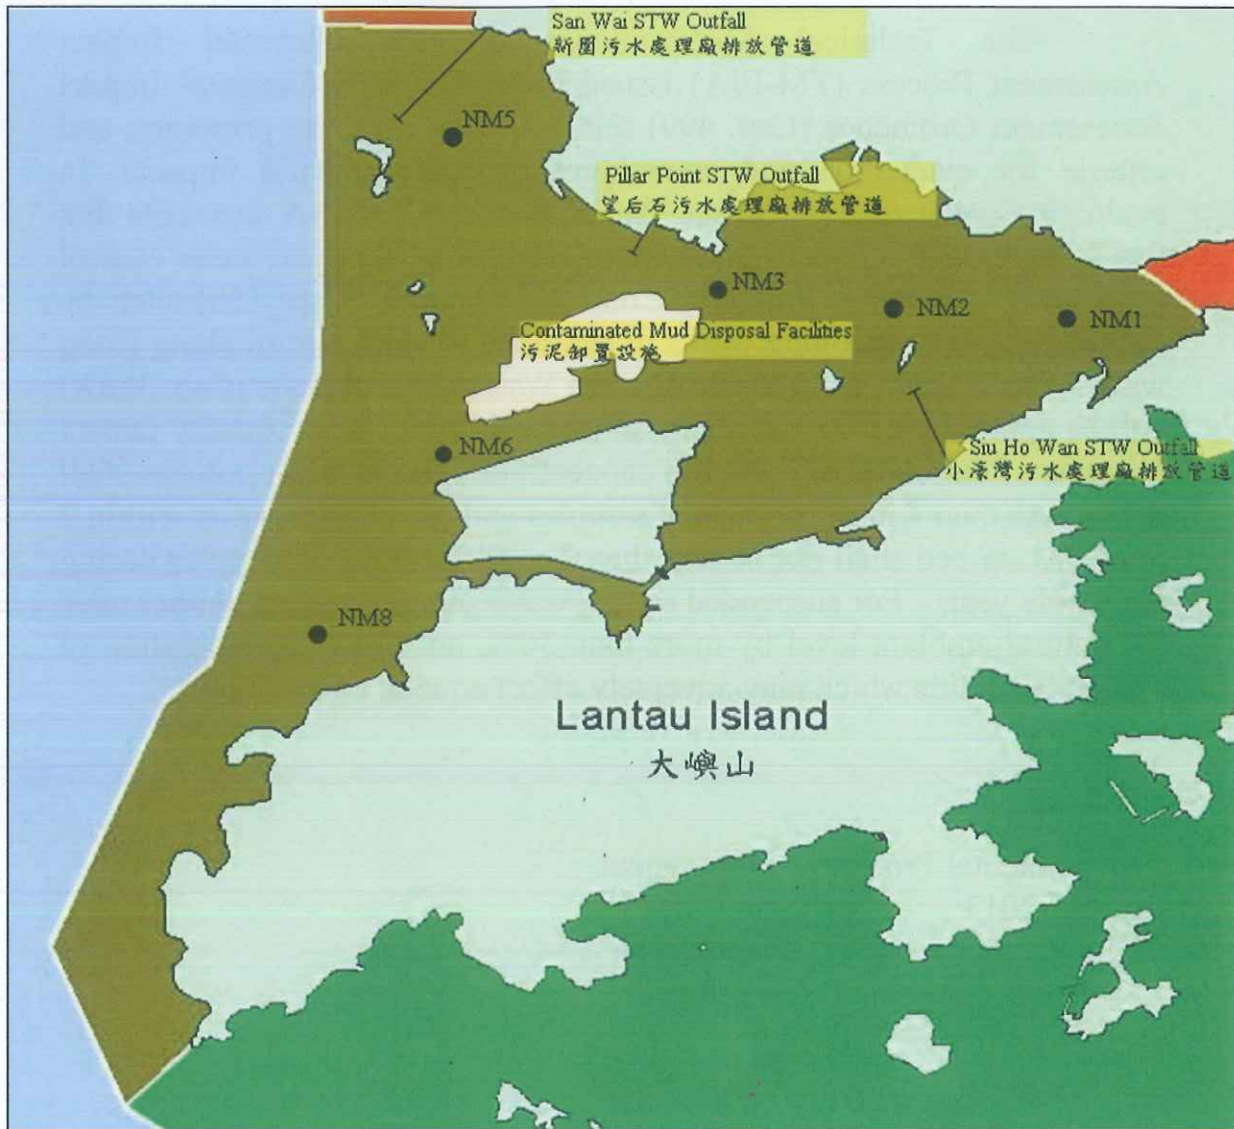 San Wai STW Outfall
新圍污水處理廠排放管道
NM5
Pillar Point STW Outfall
望后石污水處理廠排放管道
NM3
NM2
NM1
Contaminated Mud Disposal Facilities
污泥卸置設施
NM6
Siu Ho Wan STW Outfall
小濠灣污水處理廠排放管道
NM8
Lantau Island
大嶼山